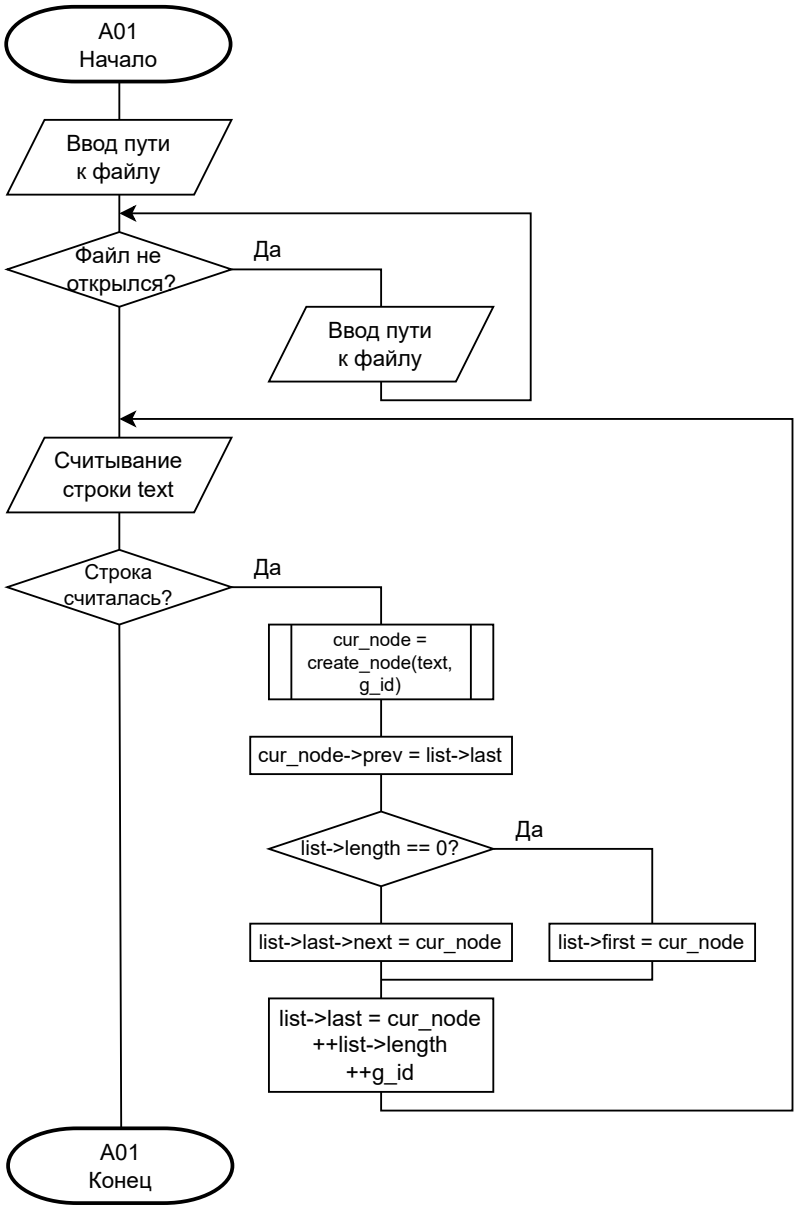 A01
Начало
Ввод пути
к файлу
Файл не
открылся?
Да
Ввод пути
к файлу
Считывание
строки text
Строка
считалась?
Да
cur_node =
create_node(text,
g_id)
cur_node->prev = list->last
list->length == 0?
Да
list->last->next = cur_node
list->first = cur_node
list->last = cur_node
++list->length
++g_id
A01
Конец